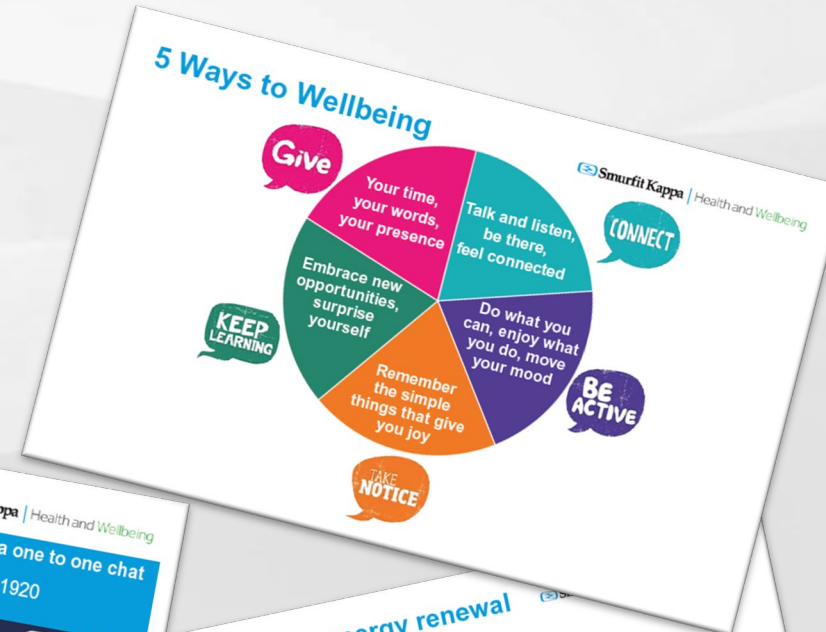 5 Ways to Wellbeing
Smurfit Kappa | Health and Wellbeing
Give
Your time,
your words,
your presence
Talk and listen,
be there,
feel connected
CONNECT
Embrace new
opportunities,
surprise
yourself
KEEP
LEARNING
Do what you
can, enjoy what
you do, move
your mood
BE
ACTIVE
Remember
the simple
things that give
you joy
TAKE
NOTICE
Health and Wellbeing
a one to one chat
1920
renewal